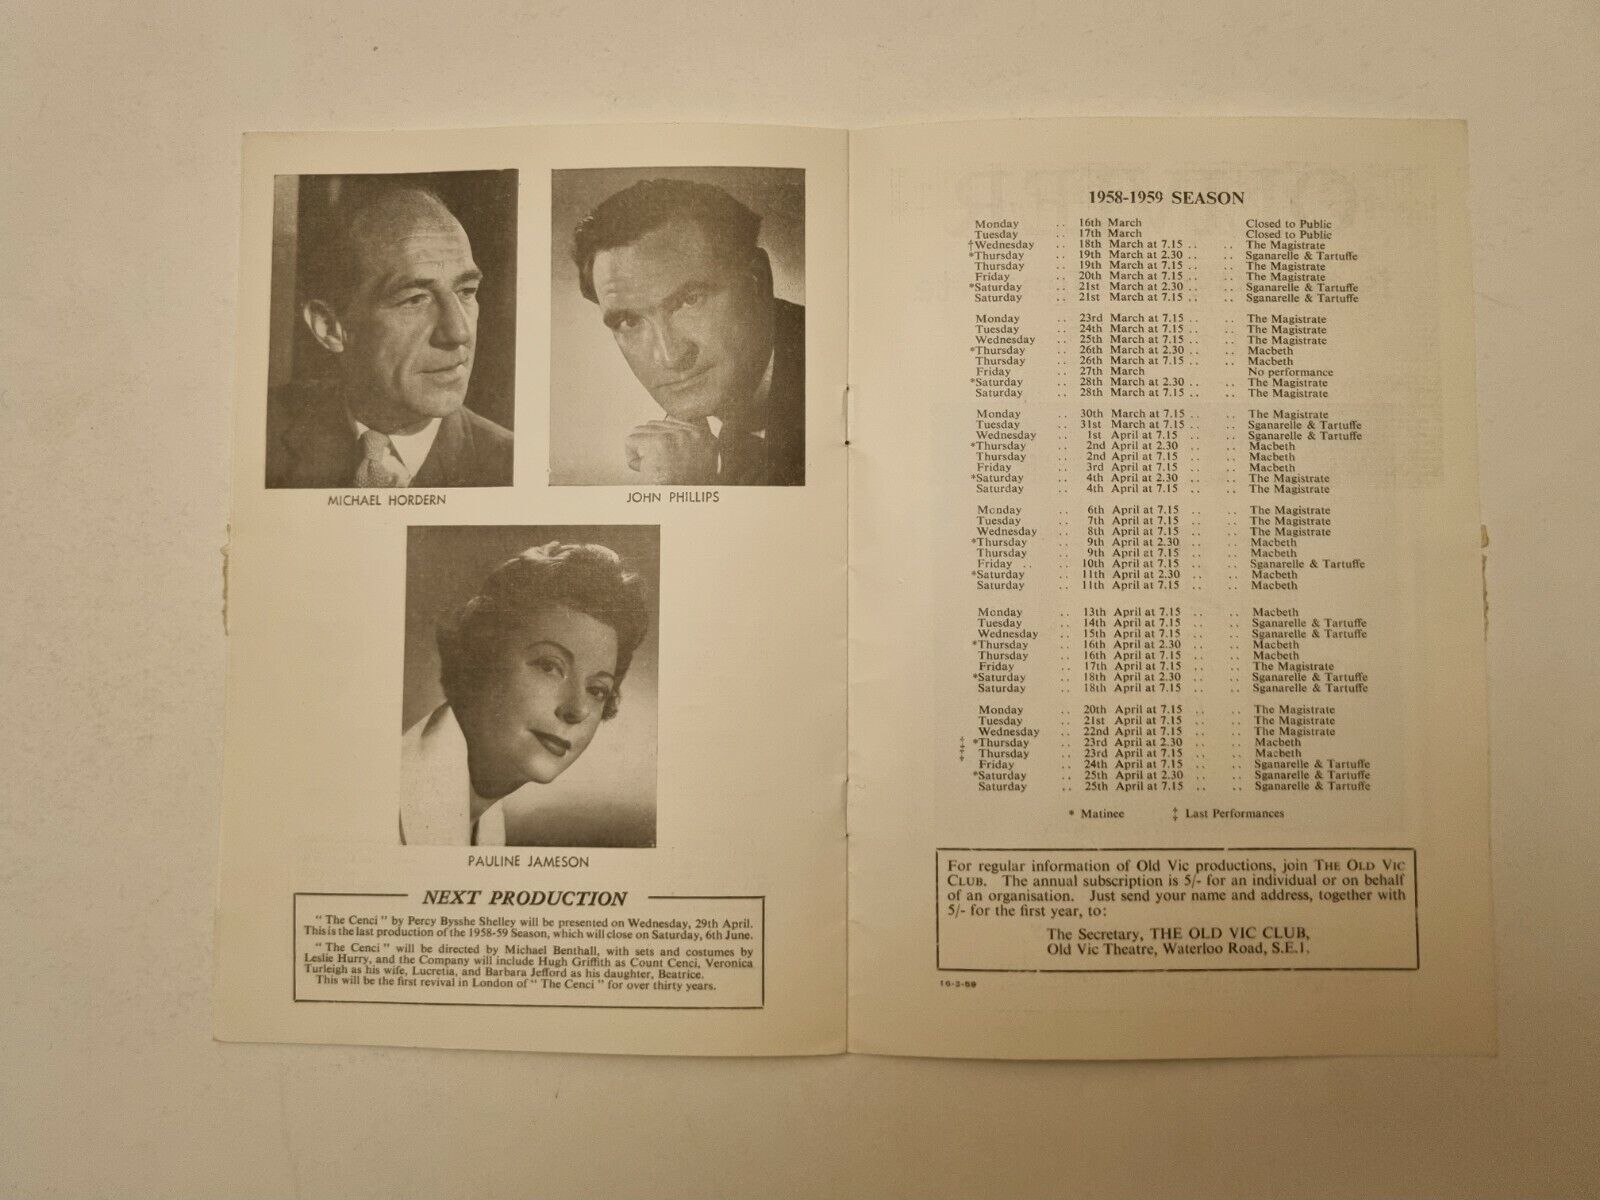 MICHAEL HORDERN
JOHN PHILLIPS
PAULINE JAMESON
NEXT PRODUCTION
" The Cenci " by Percy Bysshe Shelley will be presented on Wednesday, 29th April.
This is the last production of the 1958-59 Season, which will close on Saturday, 6th June.
" The Cenci " will be directed by Michael Benthall, with sets and costumes by
Leslie Hurry, and the Company will include Hugh Griffith as Count Cenci, Veronica
Turleigh as his wife, Lucretia, and Barbara Jefford as his daughter, Beatrice.
This will be the first revival in London of " The Cenci " for over thirty years.
1958-1959 SEASON
Monday .. 16th March Closed to Public
Tuesday .. 17th March Closed to Public
†Wednesday .. 18th March at 7.15 .. .. The Magistrate
*Thursday .. 19th March at 2.30 .. .. Sganarelle & Tartuffe
Thursday .. 19th March at 7.15 .. .. The Magistrate
Friday .. 20th March at 7.15 .. .. The Magistrate
*Saturday .. 21st March at 2.30 .. .. Sganarelle & Tartuffe
Saturday .. 21st March at 7.15 .. .. Sganarelle & Tartuffe
Monday .. 23rd March at 7.15 .. .. The Magistrate
Tuesday .. 24th March at 7.15 .. .. The Magistrate
Wednesday .. 25th March at 7.15 .. .. The Magistrate
*Thursday .. 26th March at 2.30 .. .. Macbeth
Thursday .. 26th March at 7.15 .. .. Macbeth
Friday .. 27th March No performance
*Saturday .. 28th March at 2.30 .. .. The Magistrate
Saturday .. 28th March at 7.15 .. .. The Magistrate
Monday .. 30th March at 7.15 .. .. The Magistrate
Tuesday .. 31st March at 7.15 .. .. Sganarelle & Tartuffe
Wednesday .. 1st April at 7.15 .. .. Sganarelle & Tartuffe
*Thursday .. 2nd April at 2.30 .. .. Macbeth
Thursday .. 2nd April at 7.15 .. .. Macbeth
Friday .. 3rd April at 7.15 .. .. Macbeth
*Saturday .. 4th April at 2.30 .. .. The Magistrate
Saturday .. 4th April at 7.15 .. .. The Magistrate
Monday .. 6th April at 7.15 .. .. The Magistrate
Tuesday .. 7th April at 7.15 .. .. The Magistrate
Wednesday .. 8th April at 7.15 .. .. The Magistrate
*Thursday .. 9th April at 2.30 .. .. Macbeth
Thursday .. 9th April at 7.15 .. .. Macbeth
Friday .. .. 10th April at 7.15 .. .. Sganarelle & Tartuffe
*Saturday .. 11th April at 2.30 .. .. Macbeth
Saturday .. 11th April at 7.15 .. .. Macbeth
Monday .. 13th April at 7.15 .. .. Macbeth
Tuesday .. 14th April at 7.15 .. .. Sganarelle & Tartuffe
Wednesday .. 15th April at 7.15 .. .. Sganarelle & Tartuffe
*Thursday .. 16th April at 2.30 .. .. Macbeth
Thursday .. 16th April at 7.15 .. .. Macbeth
Friday .. 17th April at 7.15 .. .. The Magistrate
*Saturday .. 18th April at 2.30 .. .. Sganarelle & Tartuffe
Saturday .. 18th April at 7.15 .. .. Sganarelle & Tartuffe
Monday .. 20th April at 7.15 .. .. The Magistrate
Tuesday .. 21st April at 7.15 .. .. The Magistrate
Wednesday .. 22nd April at 7.15 .. .. The Magistrate
‡ *Thursday .. 23rd April at 2.30 .. .. Macbeth
‡ Thursday .. 23rd April at 7.15 .. .. Macbeth
Friday .. 24th April at 7.15 .. .. Sganarelle & Tartuffe
*Saturday .. 25th April at 2.30 .. .. Sganarelle & Tartuffe
Saturday .. 25th April at 7.15 .. .. Sganarelle & Tartuffe
* Matinee ‡ Last Performances
For regular information of Old Vic productions, join THE OLD VIC
CLUB. The annual subscription is 5/- for an individual or on behalf
of an organisation. Just send your name and address, together with
5/- for the first year, to:
The Secretary, THE OLD VIC CLUB,
Old Vic Theatre, Waterloo Road, S.E.1.
16-3-59